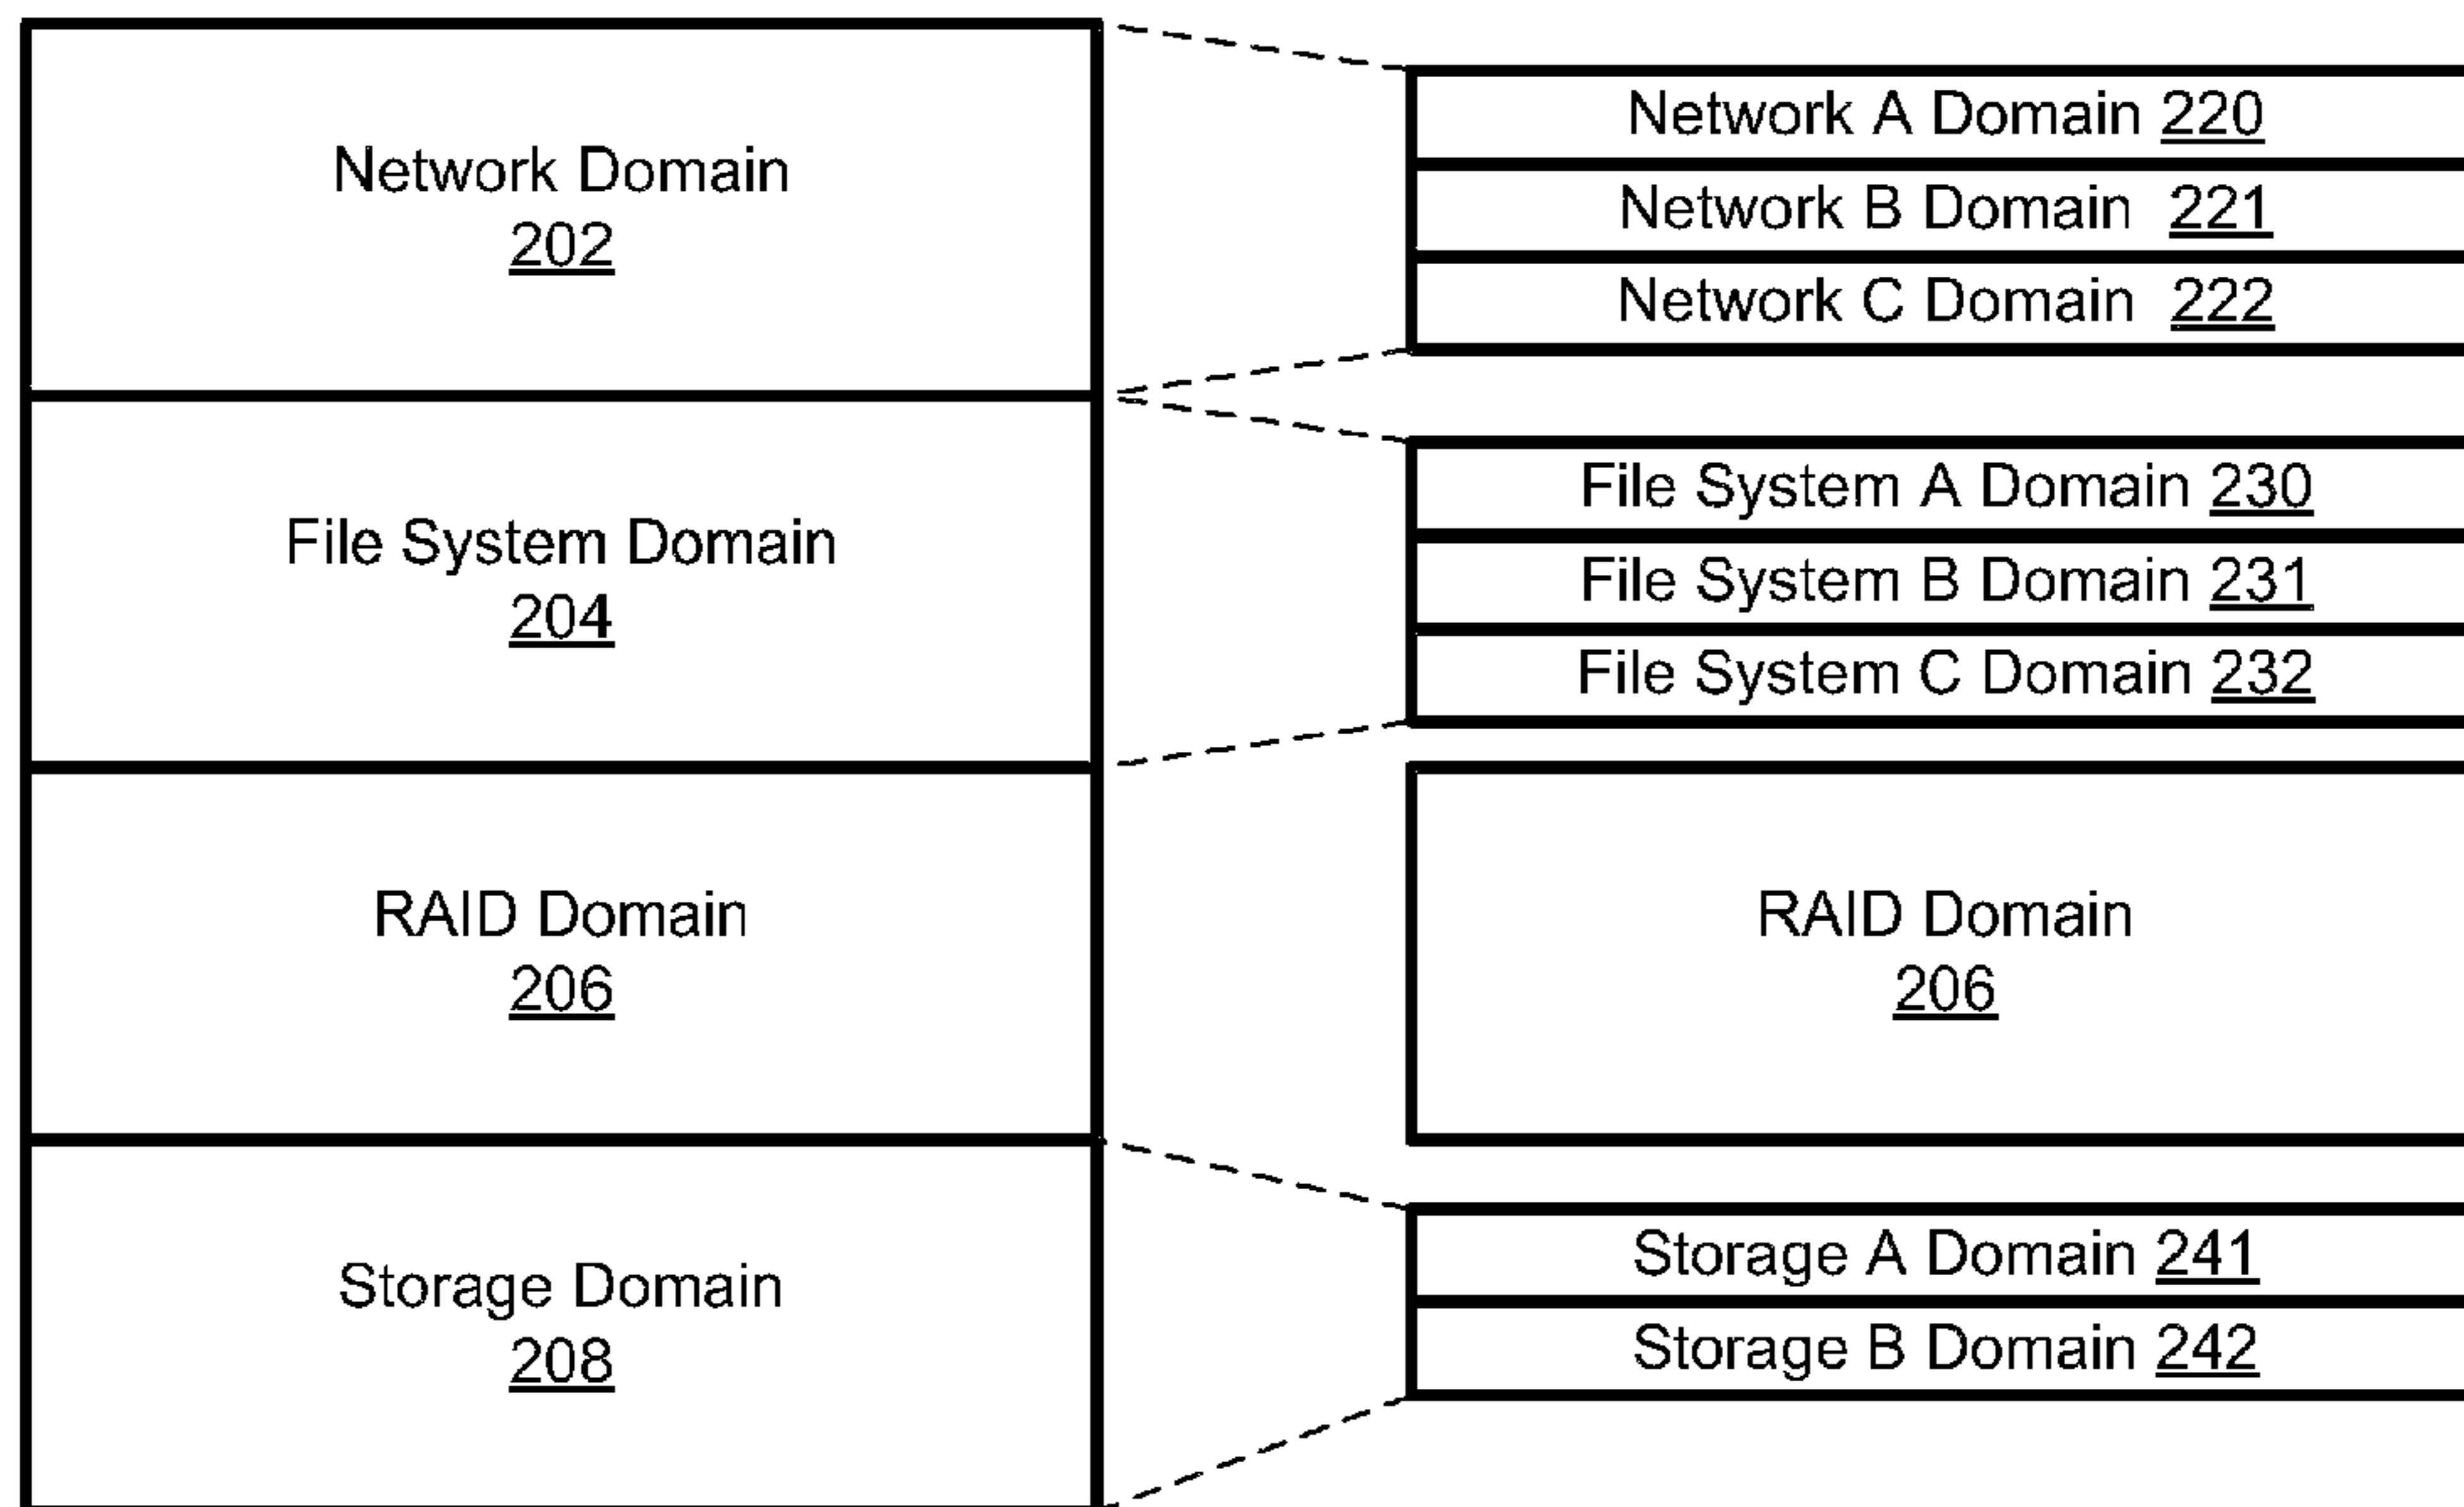 Network Domain
202
File System Domain
204
RAID Domain
206
Storage Domain
208
Network A Domain 220
Network B Domain 221
Network C Domain 222
File System A Domain 230
File System B Domain 231
File System C Domain 232
RAID Domain
206
Storage A Domain 241
Storage B Domain 242